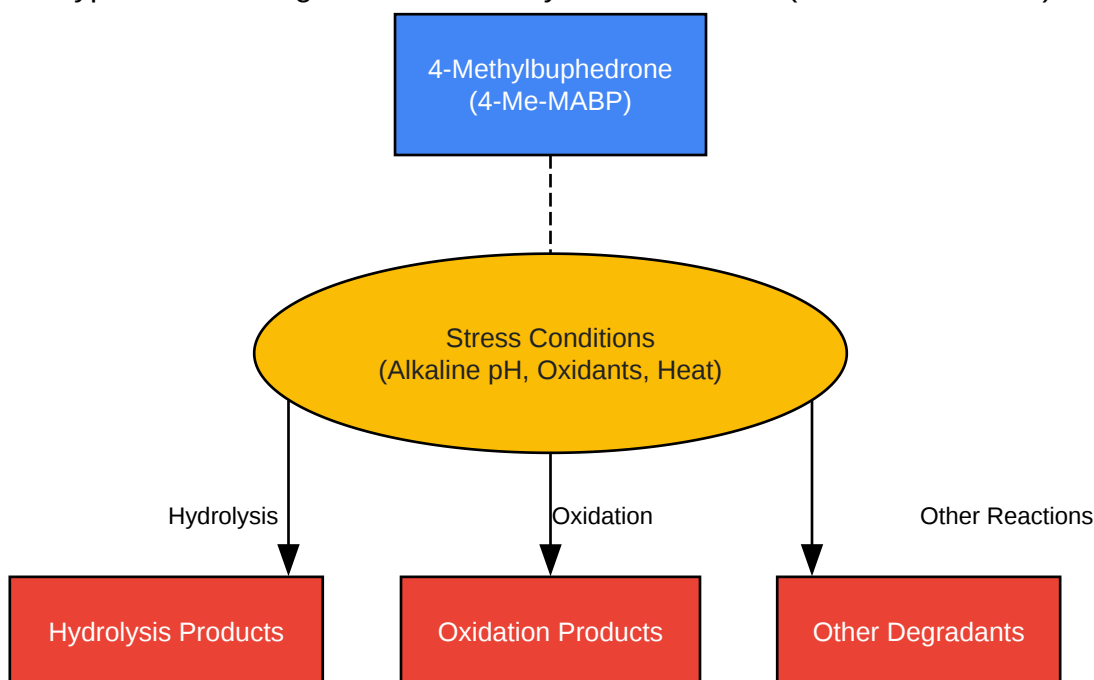 4-Methylbuphedrone
(4-Me-MABP)
Stress Conditions
(Alkaline pH, Oxidants, Heat)
Hydrolysis
Oxidation
Other Reactions
Hydrolysis Products
Oxidation Products
Other Degradants